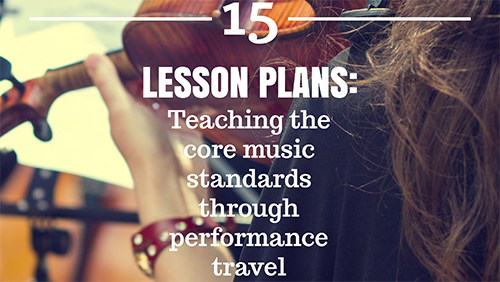 15
LESSON PLANS:
Teaching the
core music
standards
through
performance
travel